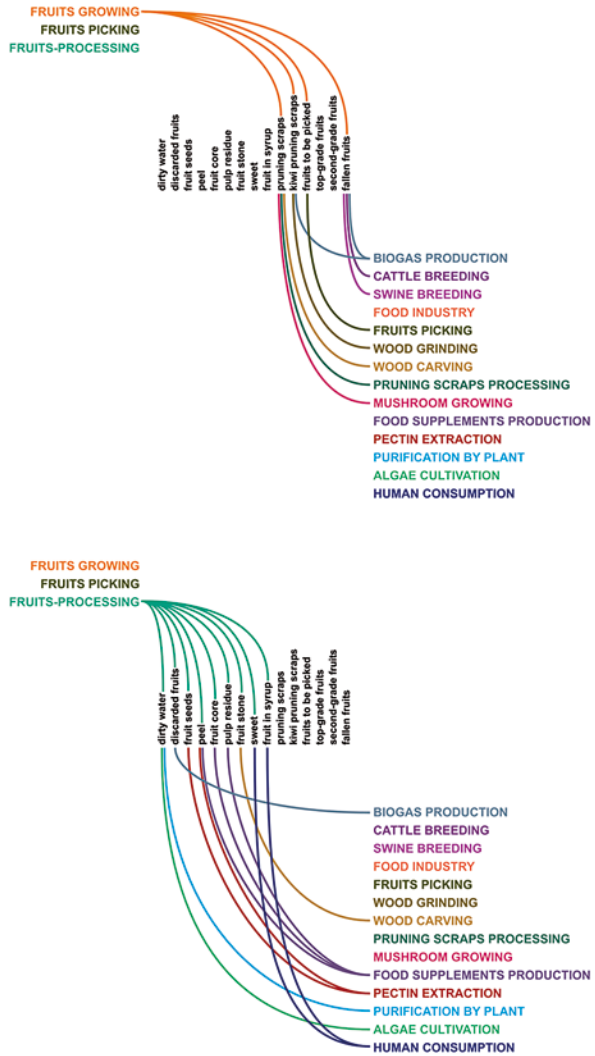 FRUITS GROWING
FRUITS PICKING
FRUITS-PROCESSING
dirty water
discarded fruits
fruit seeds
peel
fruit core
pulp residue
fruit stone
sweet
fruit in syrup
pruning scraps
kiwi pruning scraps
fruits to be picked
top-grade fruits
second-grade fruits
fallen fruits
BIOGAS PRODUCTION
CATTLE BREEDING
SWINE BREEDING
FOOD INDUSTRY
FRUITS PICKING
WOOD GRINDING
WOOD CARVING
PRUNING SCRAPS PROCESSING
MUSHROOM GROWING
FOOD SUPPLEMENTS PRODUCTION
PECTIN EXTRACTION
PURIFICATION BY PLANT
ALGAE CULTIVATION
HUMAN CONSUMPTION
FRUITS GROWING
FRUITS PICKING
FRUITS-PROCESSING
dirty water
discarded fruits
fruit seeds
peel
fruit core
pulp residue
fruit stone
sweet
fruit in syrup
pruning scraps
kiwi pruning scraps
fruits to be picked
top-grade fruits
second-grade fruits
fallen fruits
BIOGAS PRODUCTION
CATTLE BREEDING
SWINE BREEDING
FOOD INDUSTRY
FRUITS PICKING
WOOD GRINDING
WOOD CARVING
PRUNING SCRAPS PROCESSING
MUSHROOM GROWING
FOOD SUPPLEMENTS PRODUCTION
PECTIN EXTRACTION
PURIFICATION BY PLANT
ALGAE CULTIVATION
HUMAN CONSUMPTION